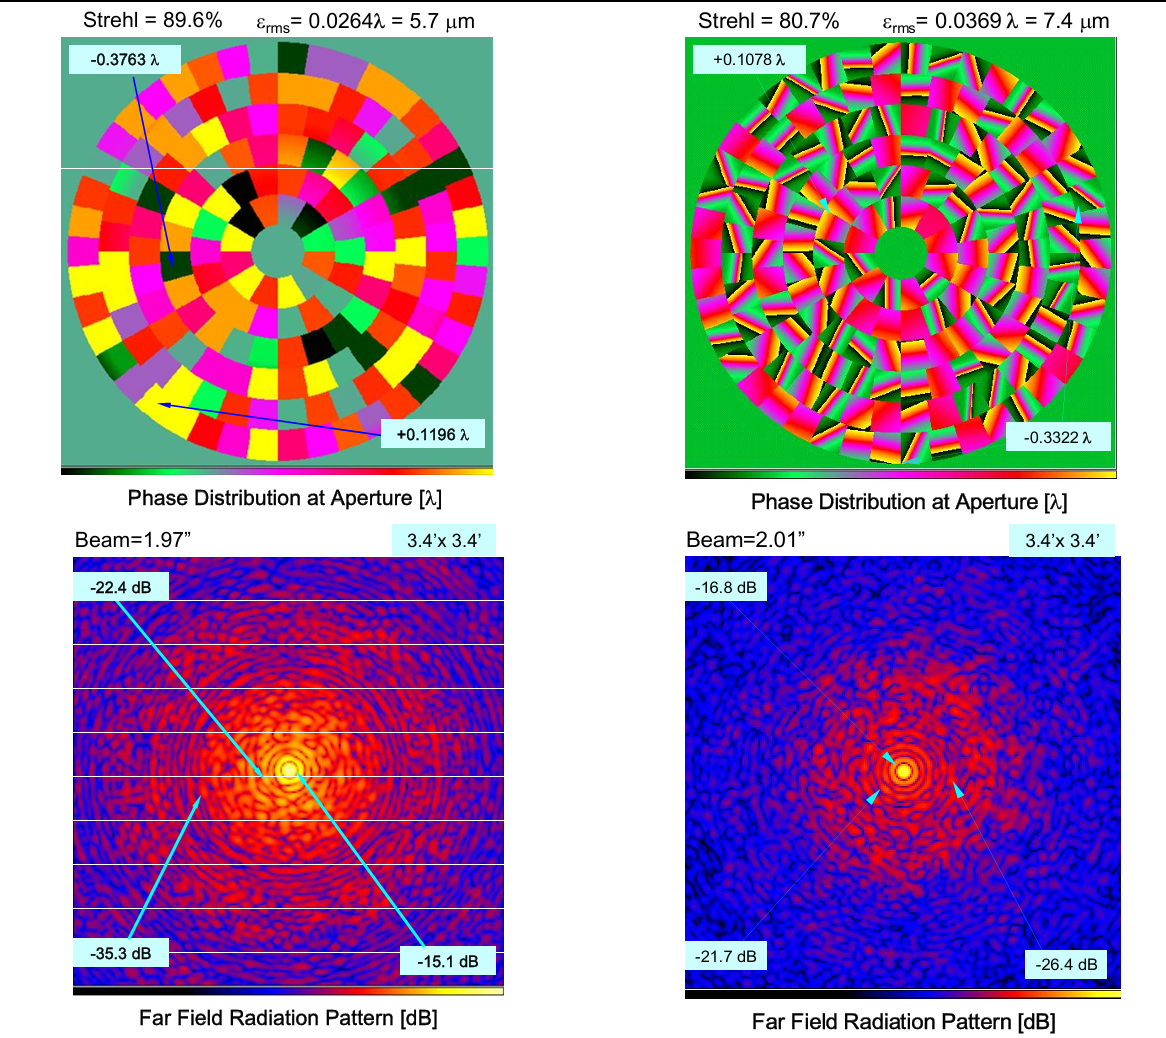 Strehl = 89.6% εrms= 0.0264λ = 5.7 μm
-0.3763 λ
+0.1196 λ
Phase Distribution at Aperture [λ]
Strehl = 80.7% εrms= 0.0369 λ = 7.4 μm
+0.1078 λ
-0.3322 λ
Phase Distribution at Aperture [λ]
Beam=1.97” 3.4’x 3.4’
-22.4 dB
-35.3 dB
-15.1 dB
Far Field Radiation Pattern [dB]
Beam=2.01” 3.4’x 3.4’
-16.8 dB
-21.7 dB
-26.4 dB
Far Field Radiation Pattern [dB]